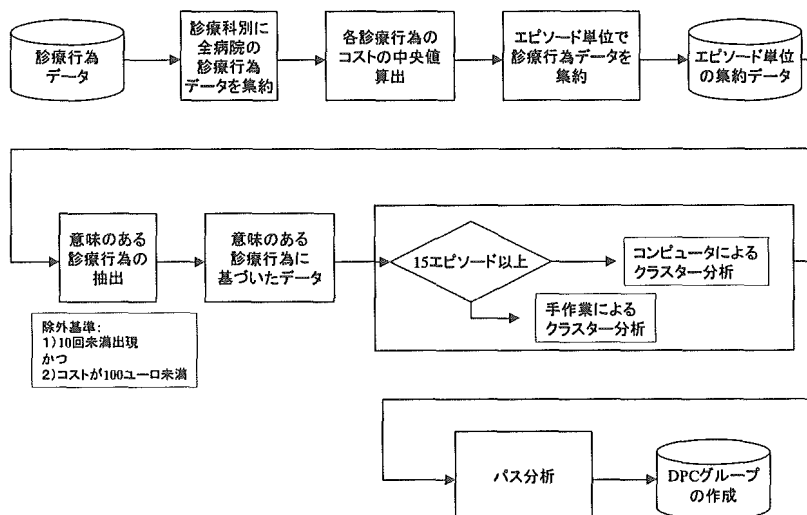 診療行為
データ
診療科別に
全病院の
診療行為
データを集約
各診療行為の
コストの中央値
算出
エピソード単位で
診療行為データを
集約
エピソード単位
の集約データ
意味のある
診療行為の
抽出
意味のある
診療行為に
基づいたデータ
15エピソード以上
コンピュータによる
クラスター分析
手作業による
クラスター分析
除外基準:
1)10回未満出現
かつ
2)コストが100ユーロ未満
パス分析
DPCグループ
の作成